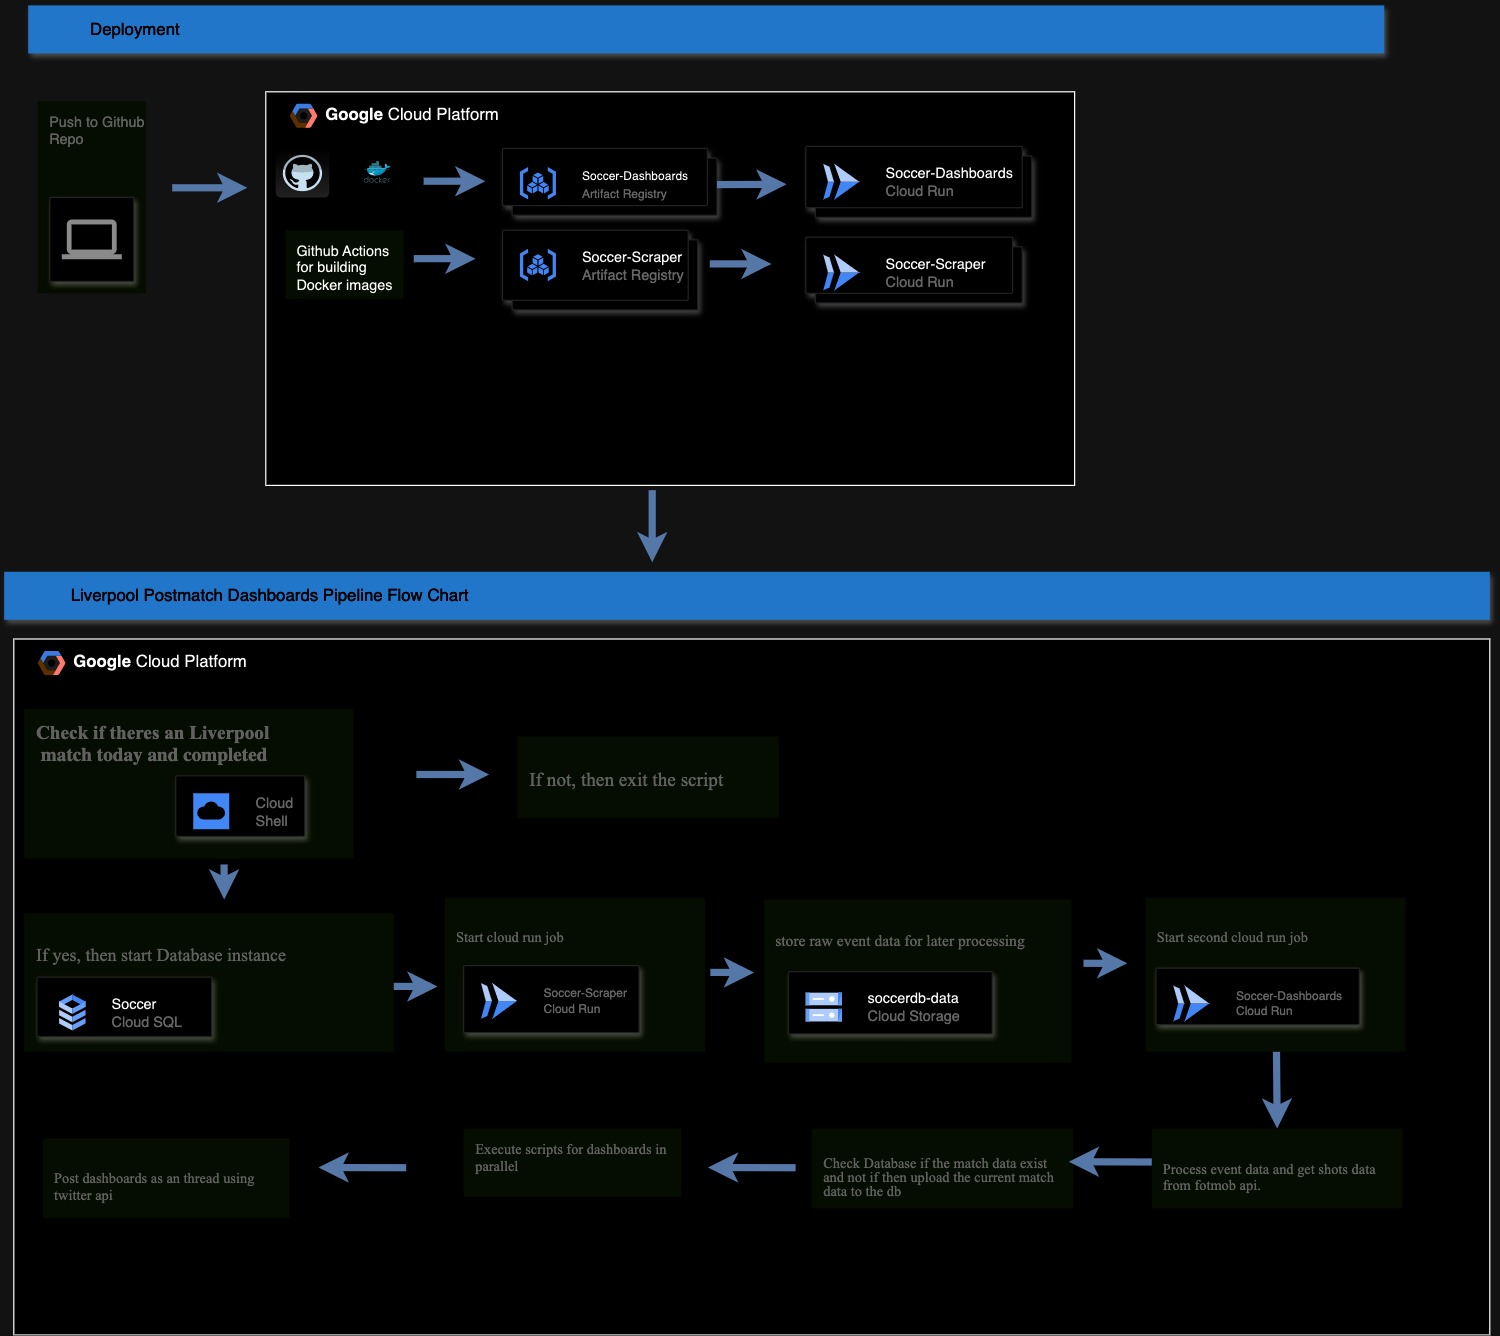 Deployment
Push to Github
Repo
Google Cloud Platform
docker
Soccer-Dashboards
Artifact Registry
Soccer-Dashboards
Cloud Run
Github Actions
for building
Docker images
Soccer-Scraper
Artifact Registry
Soccer-Scraper
Cloud Run
Liverpool Postmatch Dashboards Pipeline Flow Chart
Google Cloud Platform
Check if theres an Liverpool
match today and completed
Cloud
Shell
If not, then exit the script
If yes, then start Database instance
Soccer
Cloud SQL
Start cloud run job
Soccer-Scraper
Cloud Run
store raw event data for later processing
soccerdb-data
Cloud Storage
Start second cloud run job
Soccer-Dashboards
Cloud Run
Process event data and get shots data
from fotmob api.
Check Database if the match data exist
and not if then upload the current match
data to the db
Execute scripts for dashboards in
parallel
Post dashboards as an thread using
twitter api